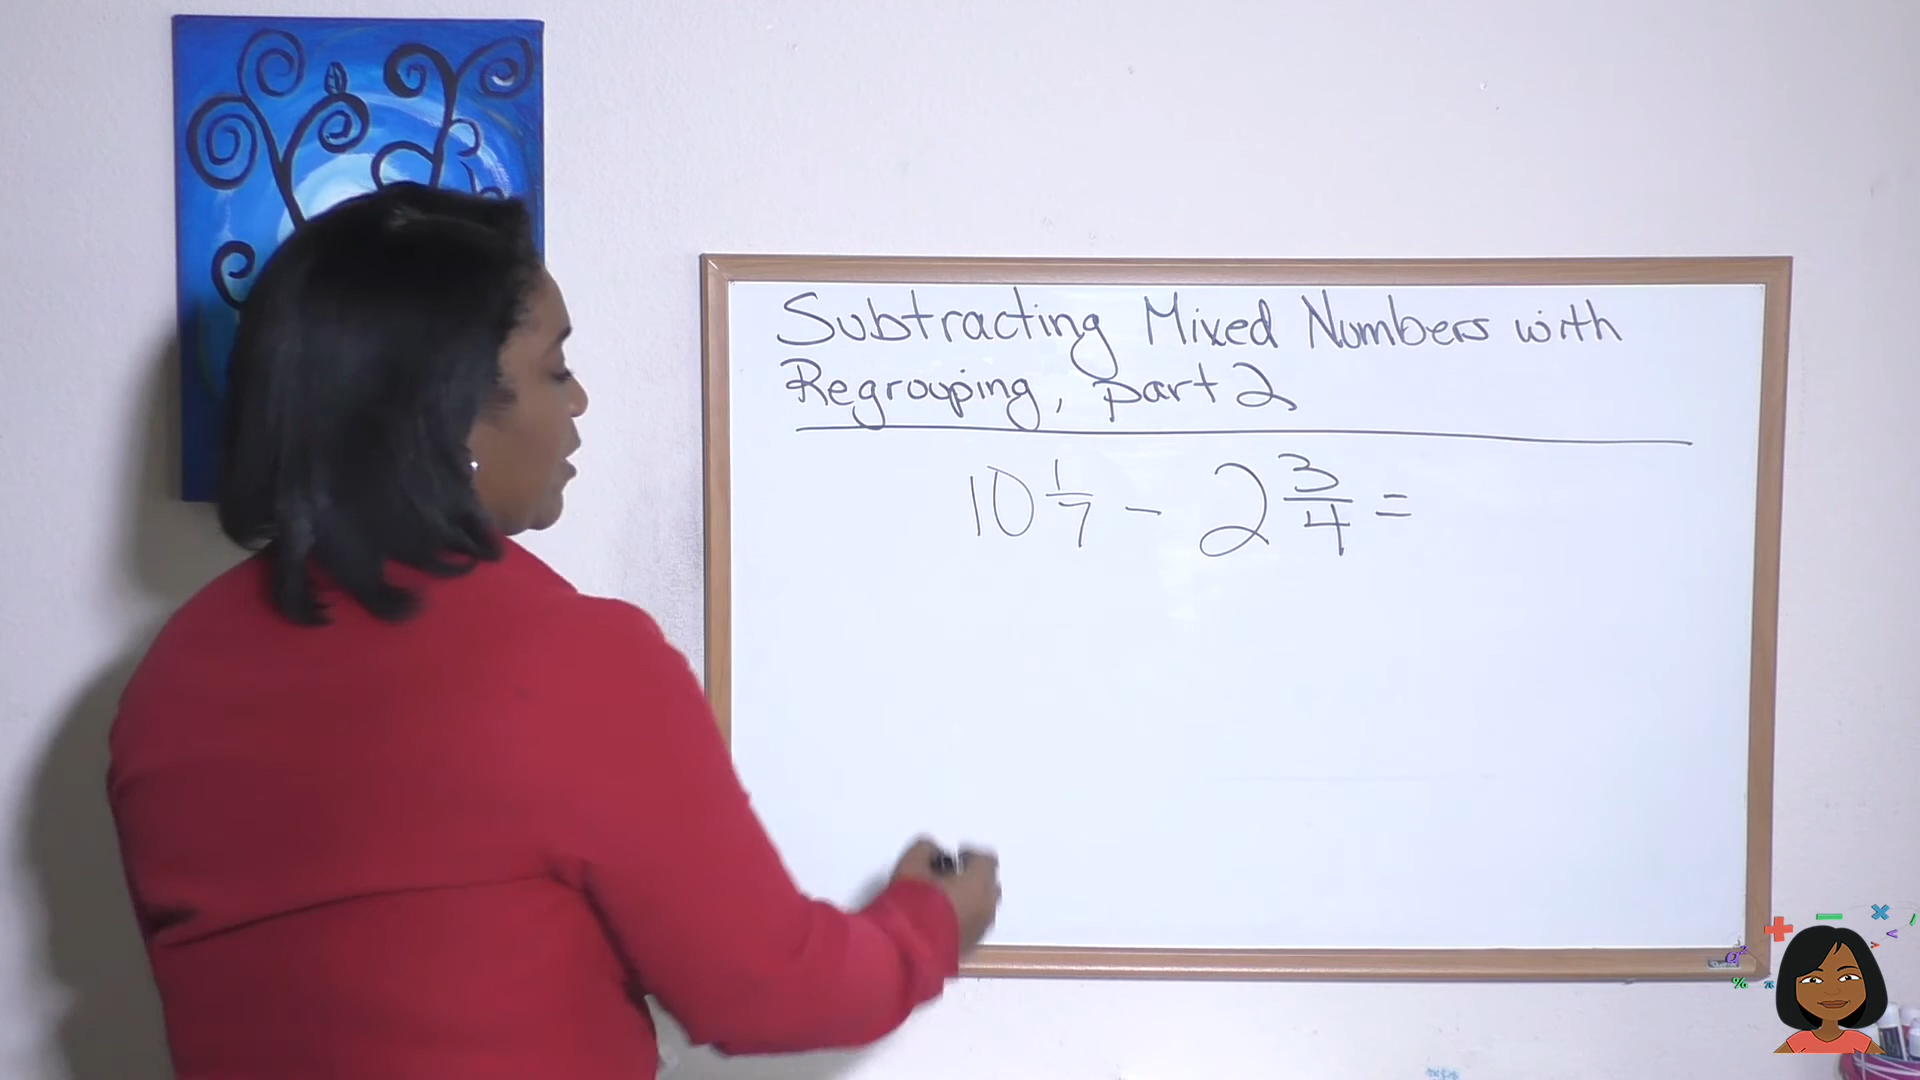 Subtracting Mixed Numbers with
Regrouping, part 2
10 1/7 - 2 3/4 =